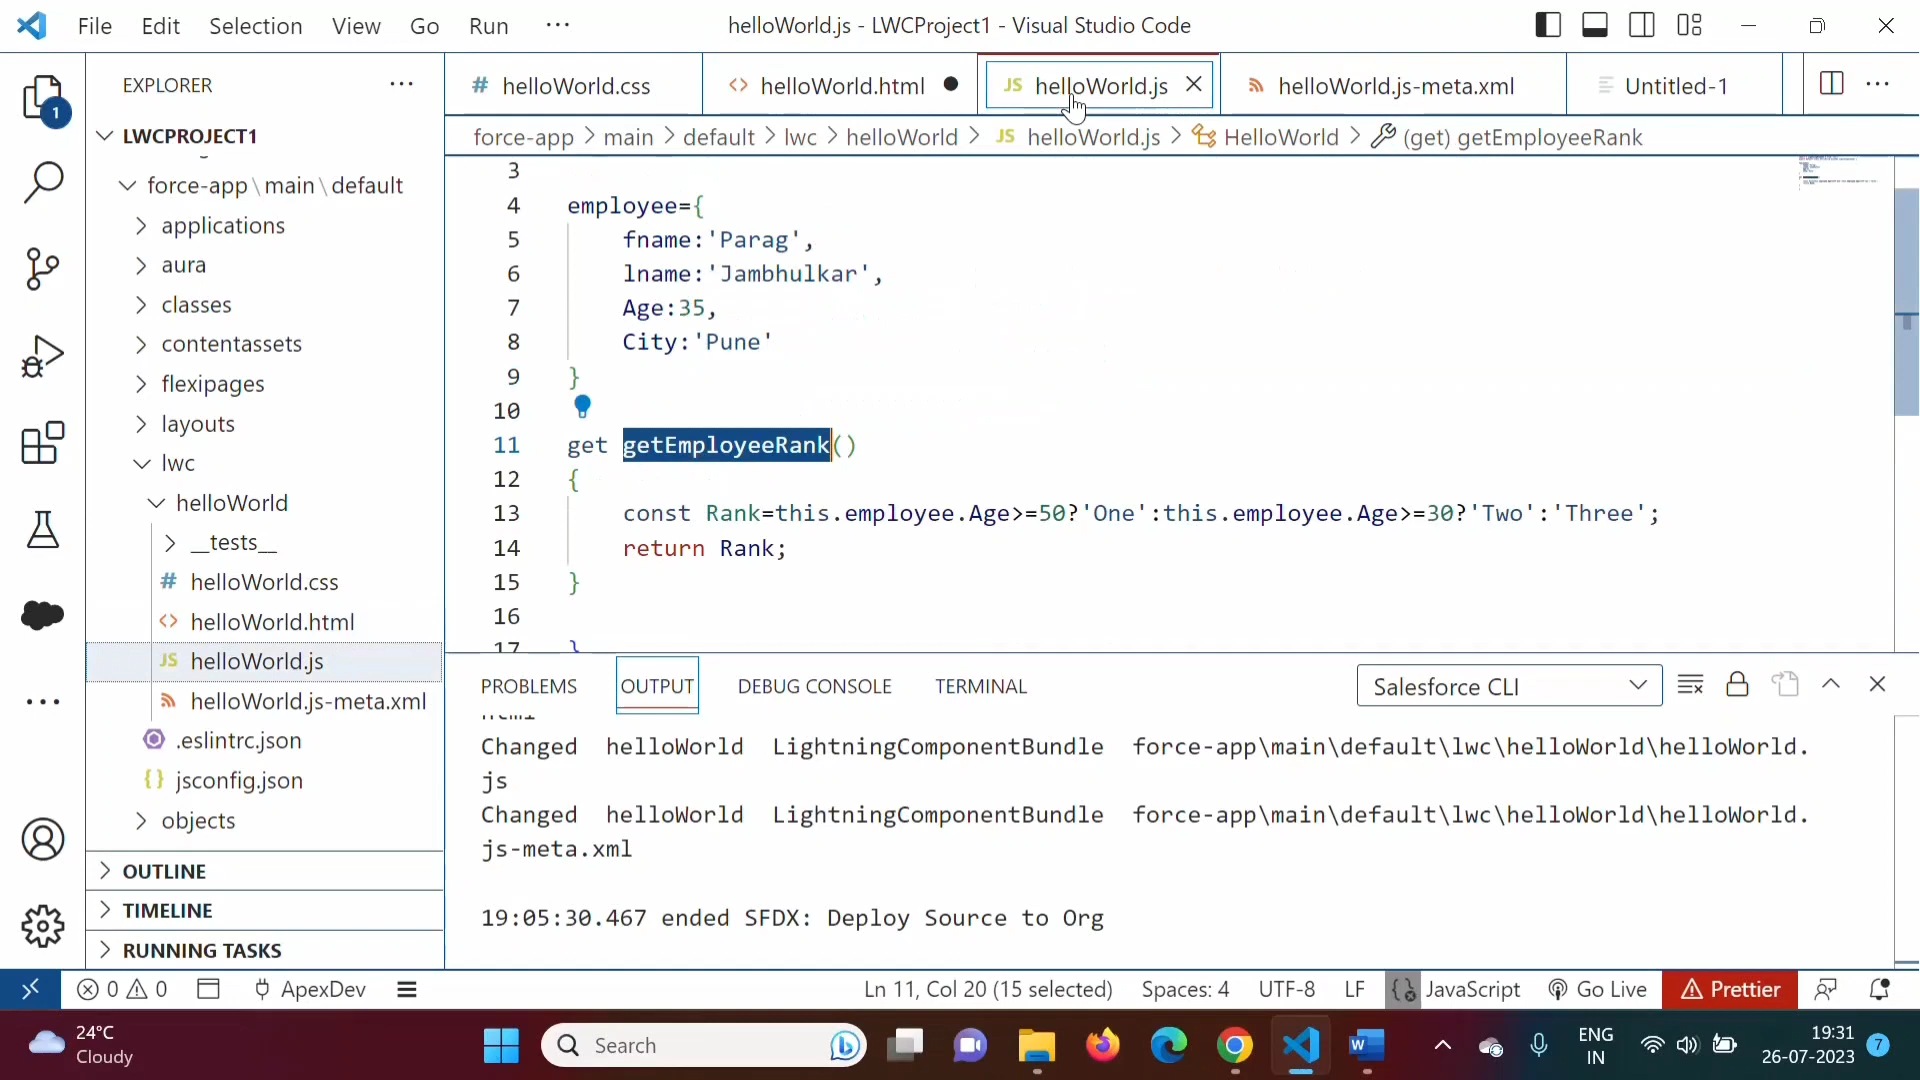 File Edit Selection View Go Run ···
helloWorld.js - LWCProject1 - Visual Studio Code
EXPLORER ···
# helloWorld.css
<> helloWorld.html
JS helloWorld.js
helloWorld.js-meta.xml
Untitled-1
force-app > main > default > lwc > helloWorld > JS helloWorld.js > HelloWorld > (get) getEmployeeRank
1
LWCPROJECT1
force-app\main\default
applications
aura
classes
contentassets
flexipages
layouts
lwc
helloWorld
__tests__
# helloWorld.css
<> helloWorld.html
JS helloWorld.js
helloWorld.js-meta.xml
.eslintrc.json
{} jsconfig.json
objects
OUTLINE
TIMELINE
RUNNING TASKS
3
4 employee={
5 fname:'Parag',
6 lname:'Jambhulkar',
7 Age:35,
8 City:'Pune'
9 }
10
11 get getEmployeeRank()
12 {
13 const Rank=this.employee.Age>=50?'One':this.employee.Age>=30?'Two':'Three';
14 return Rank;
15 }
16
17 }
PROBLEMS OUTPUT DEBUG CONSOLE TERMINAL
Salesforce CLI
html
Changed helloWorld LightningComponentBundle force-app\main\default\lwc\helloWorld\helloWorld.
js
Changed helloWorld LightningComponentBundle force-app\main\default\lwc\helloWorld\helloWorld.
js-meta.xml
19:05:30.467 ended SFDX: Deploy Source to Org
0 0 ApexDev
Ln 11, Col 20 (15 selected) Spaces: 4 UTF-8 LF JavaScript Go Live Prettier
24°C
Cloudy
Search
ENG
IN
19:31
26-07-2023
7